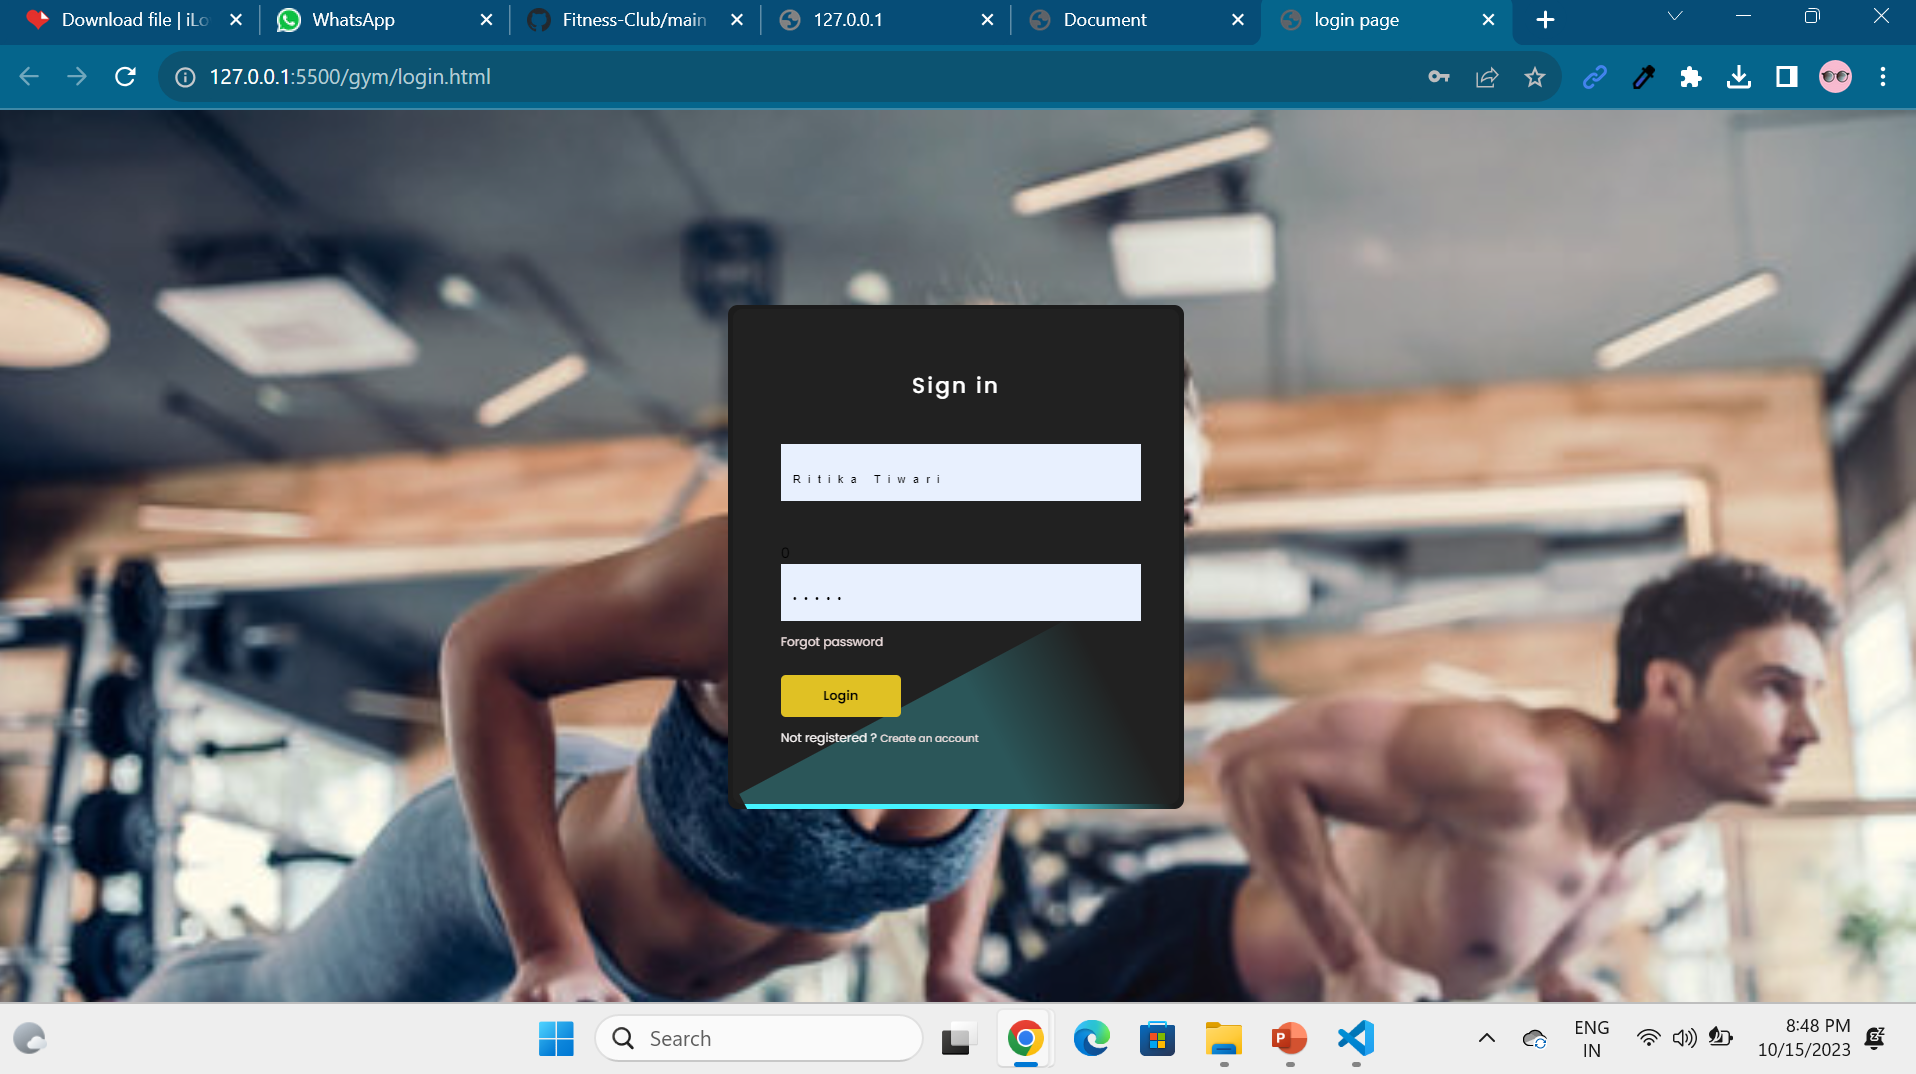 Download file | iLo
WhatsApp
Fitness-Club/main
127.0.0.1
Document
login page
127.0.0.1:5500/gym/login.html
Sign in
Ritika Tiwari
0
.....
Forgot password
Login
Not registered ? Create an account
Search
ENG
IN
8:48 PM
10/15/2023